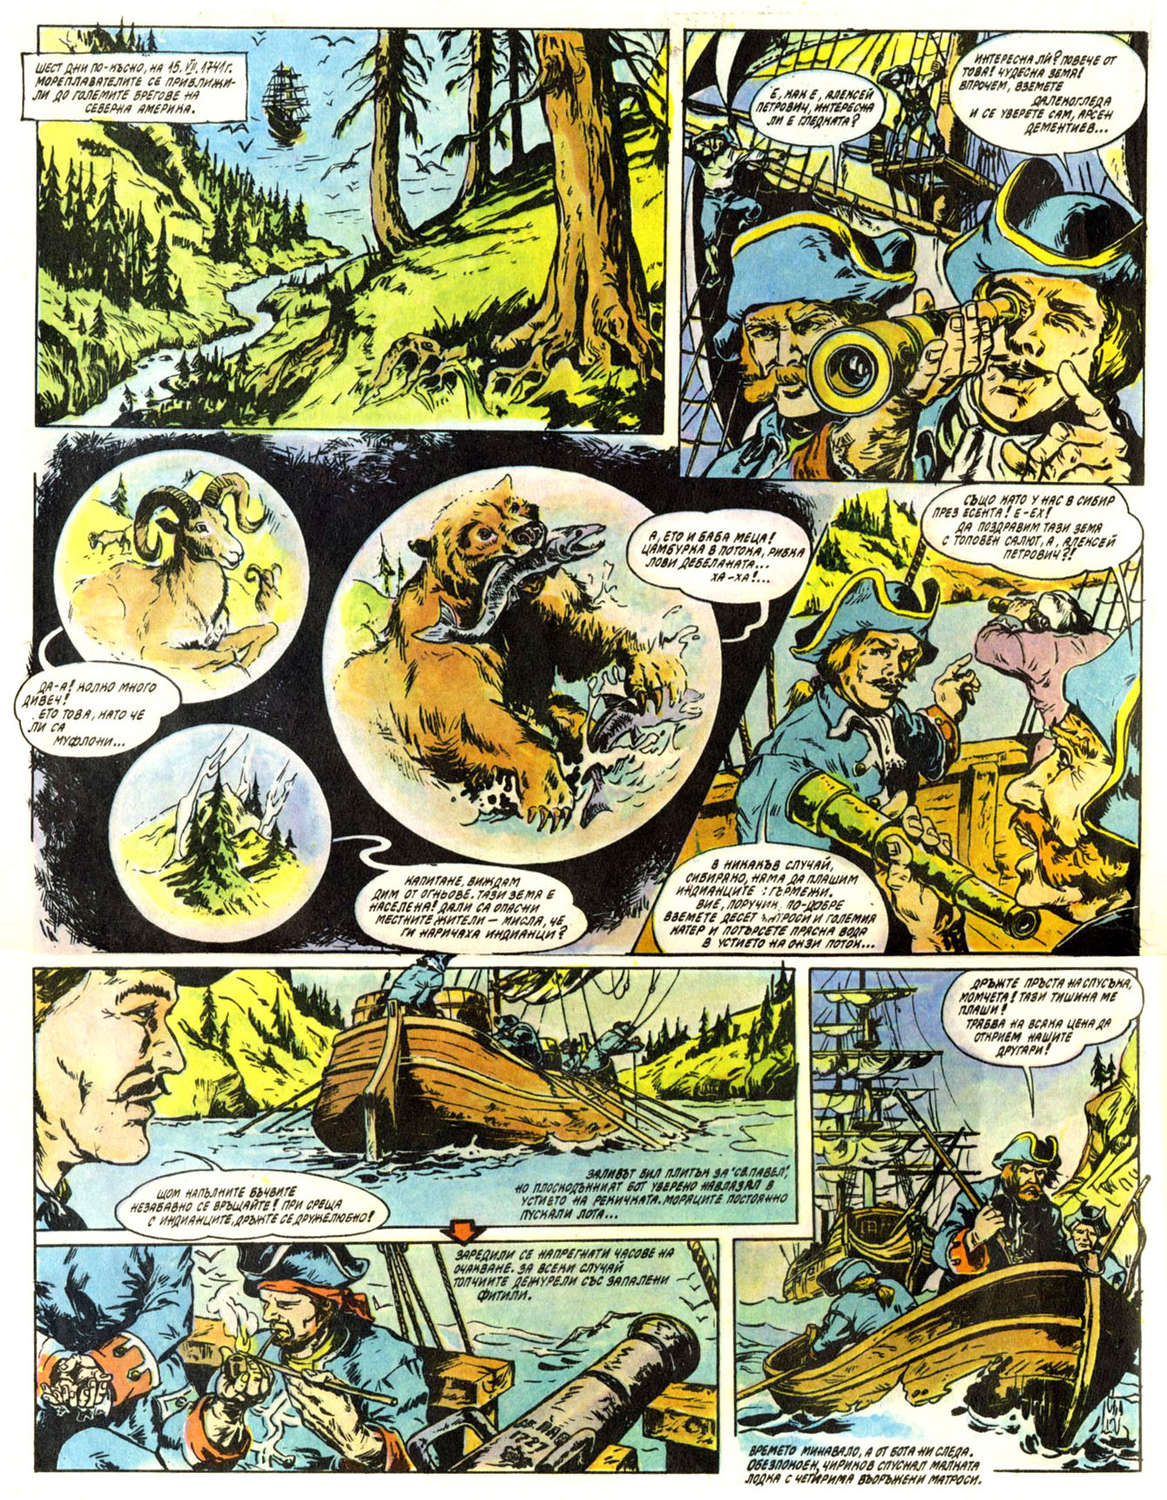 ШЕСТ ДНИ ПО-КЪСНО, НА 15. VII. 1741 г.
МОРЕПЛАВАТЕЛИТЕ СЕ ПРИБЛИЖИ-
ЛИ ДО ГОЛЕМИТЕ БРЕГОВЕ НА
СЕВЕРНА АМЕРИКА.
Е, КАК Е, АЛЕКСЕЙ
ПЕТРОВИЧ, ИНТЕРЕСНА
ЛИ Е ГЛЕДКАТА?
ИНТЕРЕСНА ЛИ? ПОВЕЧЕ ОТ
ТОВА! ЧУДЕСНА ЗЕМЯ!
ВПРОЧЕМ, ВЗЕМЕТЕ
ДАЛЕКОГЛЕДА
И СЕ УВЕРЕТЕ САМ, АРСЕН
ДЕМЕНТИЕВ...
ДА-А! КОЛКО МНОГО
ДИВЕЧ!
ЕТО ТОВА, КАТО ЧЕ
ЛИ СА
МУФЛОНИ...
А, ЕТО И БАБА МЕЦА!
ЦАМБУРКА В ПОТОКА, РИБКА
ЛОВИ ДЕБЕЛАНАТА...
ХА-ХА!...
КАПИТАНЕ, ВИЖДАМ
ДИМ ОТ ОГНЬОВЕ. ТАЗИ ЗЕМЯ Е
НАСЕЛЕНА! ДАЛИ СА ОПАСНИ
МЕСТНИТЕ ЖИТЕЛИ – МИСЛЯ, ЧЕ
ГИ НАРИЧАХА ИНДИАНЦИ?
СЪЩО КАТО У НАС В СИБИР
ПРЕЗ ЕСЕНТА! Е-ЕХ!
ДА ПОЗДРАВИМ ТАЗИ ЗЕМЯ
С ТОПОВЕН САЛЮТ, А, АЛЕКСЕЙ
ПЕТРОВИЧ?!
В НИКАКЪВ СЛУЧАЙ,
СИБИРЯКО, НЯМА ДА ПЛАШИМ
ИНДИАНЦИТЕ С ГЪРМЕЖИ,
ВИЕ, ПОРУЧИК, ПО-ДОБРЕ
ВЗЕМЕТЕ ДЕСЕТ МАТРОСИ И ГОЛЕМИЯ
КАТЕР И ПОТЪРСЕТЕ ПРЯСНА ВОДА
В УСТИЕТО НА ОНЗИ ПОТОК...
ЩОМ НАПЪЛНИТЕ БЪЧВИТЕ
НЕЗАБАВНО СЕ ВРЪЩАЙТЕ! ПРИ СРЕЩА
С ИНДИАНЦИТЕ, ДРЪЖТЕ СЕ ДРУЖЕЛЮБНО!
ЗАЛИВЪТ БИЛ ПЛИТЪК ЗА "СВ. ПАВЕЛ",
НО ПЛОСКОДЪННИЯТ БОТ УВЕРЕНО НАВЛЯЗАЛ В
УСТИЕТО НА РЕКИЧКАТА. МОРЯЦИТЕ ПОСТОЯННО
ПУСКАЛИ ЛОТА...
ЗАРЕДИЛИ СЕ НАПРЕГНАТИ ЧАСОВЕ НА
ОЧАКВАНЕ. ЗА ВСЕКИ СЛУЧАЙ
ТОПЧИИТЕ ДЕЖУРЕЛИ СЪС ЗАПАЛЕНИ
ФИТИЛИ.
1727
ДРЪЖТЕ ПРЪСТА НА СПУСЪКА,
МОМЧЕТА! ТАЗИ ТИШИНА МЕ
ПЛАШИ!
ТРЯБВА НА ВСЯКА ЦЕНА ДА
ОТКРИЕМ НАШИТЕ
ДРУГАРИ!
ВРЕМЕТО МИНАВАЛО, А ОТ БОТА НИ СЛЕДА.
ОБЕЗПОКОЕН, ЧИРИКОВ СПУСНАЛ МАЛКАТА
ЛОДКА С ЧЕТИРИМА ВЪОРЪЖЕНИ МАТРОСИ.